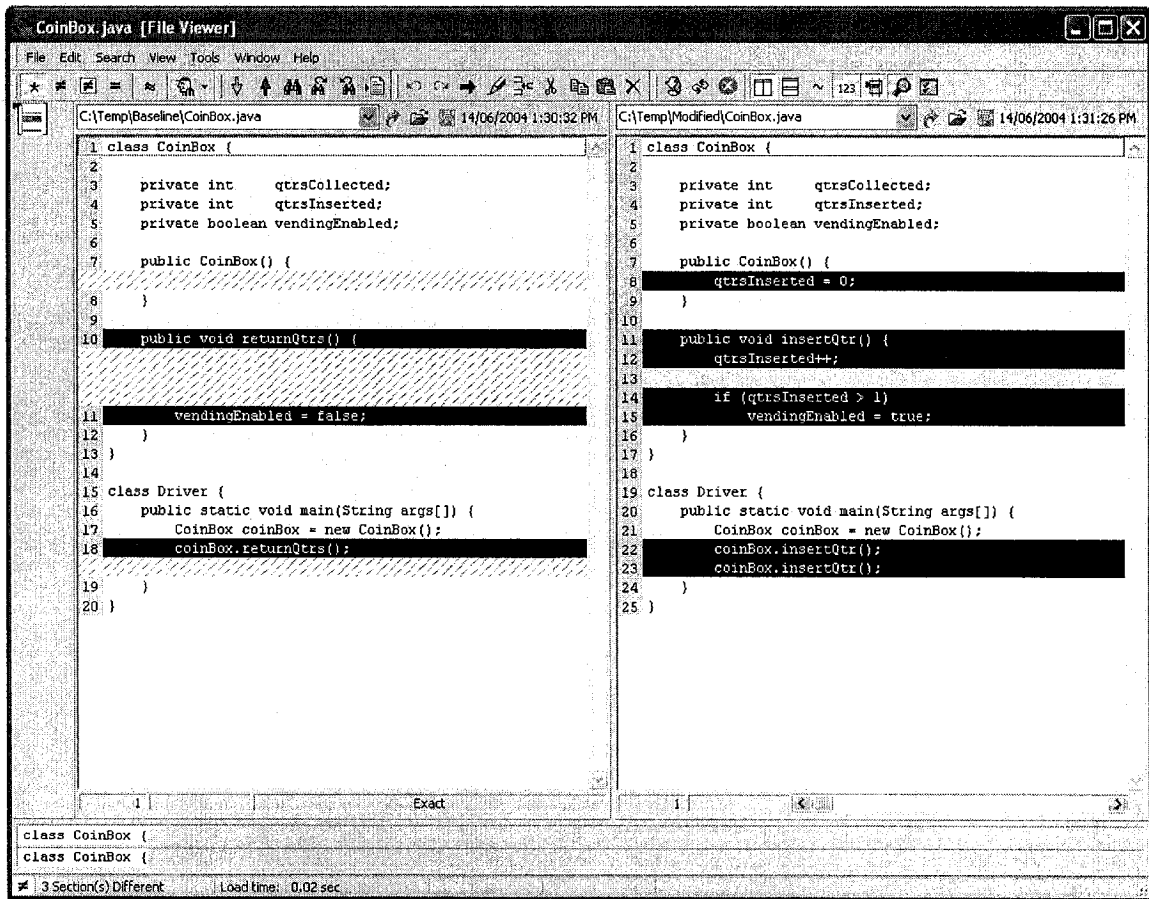 CoinBox.java [File Viewer]
File Edit Search View Tools Window Help
123
C:\Temp\Baseline\CoinBox.java 14/06/2004 1:30:32 PM
1 class CoinBox {
2
3 private int qtrsCollected;
4 private int qtrsInserted;
5 private boolean vendingEnabled;
6
7 public CoinBox() {
8 }
9
10 public void returnQtrs() {
11 vendingEnabled = false;
12 }
13 }
14
15 class Driver {
16 public static void main(String args[]) {
17 CoinBox coinBox = new CoinBox();
18 coinBox.returnQtrs();
19 }
20 }
1 Exact
C:\Temp\Modified\CoinBox.java 14/06/2004 1:31:26 PM
1 class CoinBox {
2
3 private int qtrsCollected;
4 private int qtrsInserted;
5 private boolean vendingEnabled;
6
7 public CoinBox() {
8 qtrsInserted = 0;
9 }
10
11 public void insertQtr() {
12 qtrsInserted++;
13
14 if (qtrsInserted > 1)
15 vendingEnabled = true;
16 }
17 }
18
19 class Driver {
20 public static void main(String args[]) {
21 CoinBox coinBox = new CoinBox();
22 coinBox.insertQtr();
23 coinBox.insertQtr();
24 }
25 }
1
class CoinBox {
class CoinBox {
≠ 3 Section(s) Different Load time: 0.02 sec